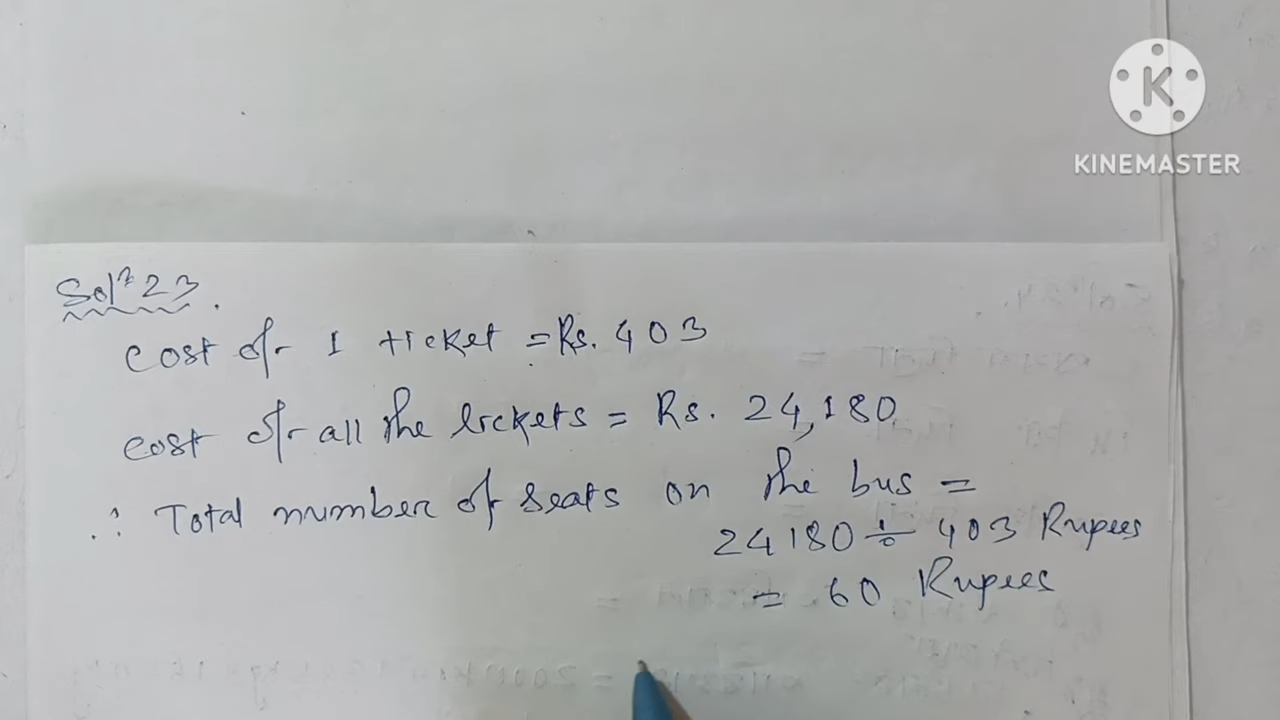 KINEMASTER
Solⁿ 23.
Cost of 1 ticket = Rs. 403
Cost of all the tickets = Rs. 24,180
∴ Total number of seats on the bus =
24180 ÷ 403 Rupees
= 60 Rupees